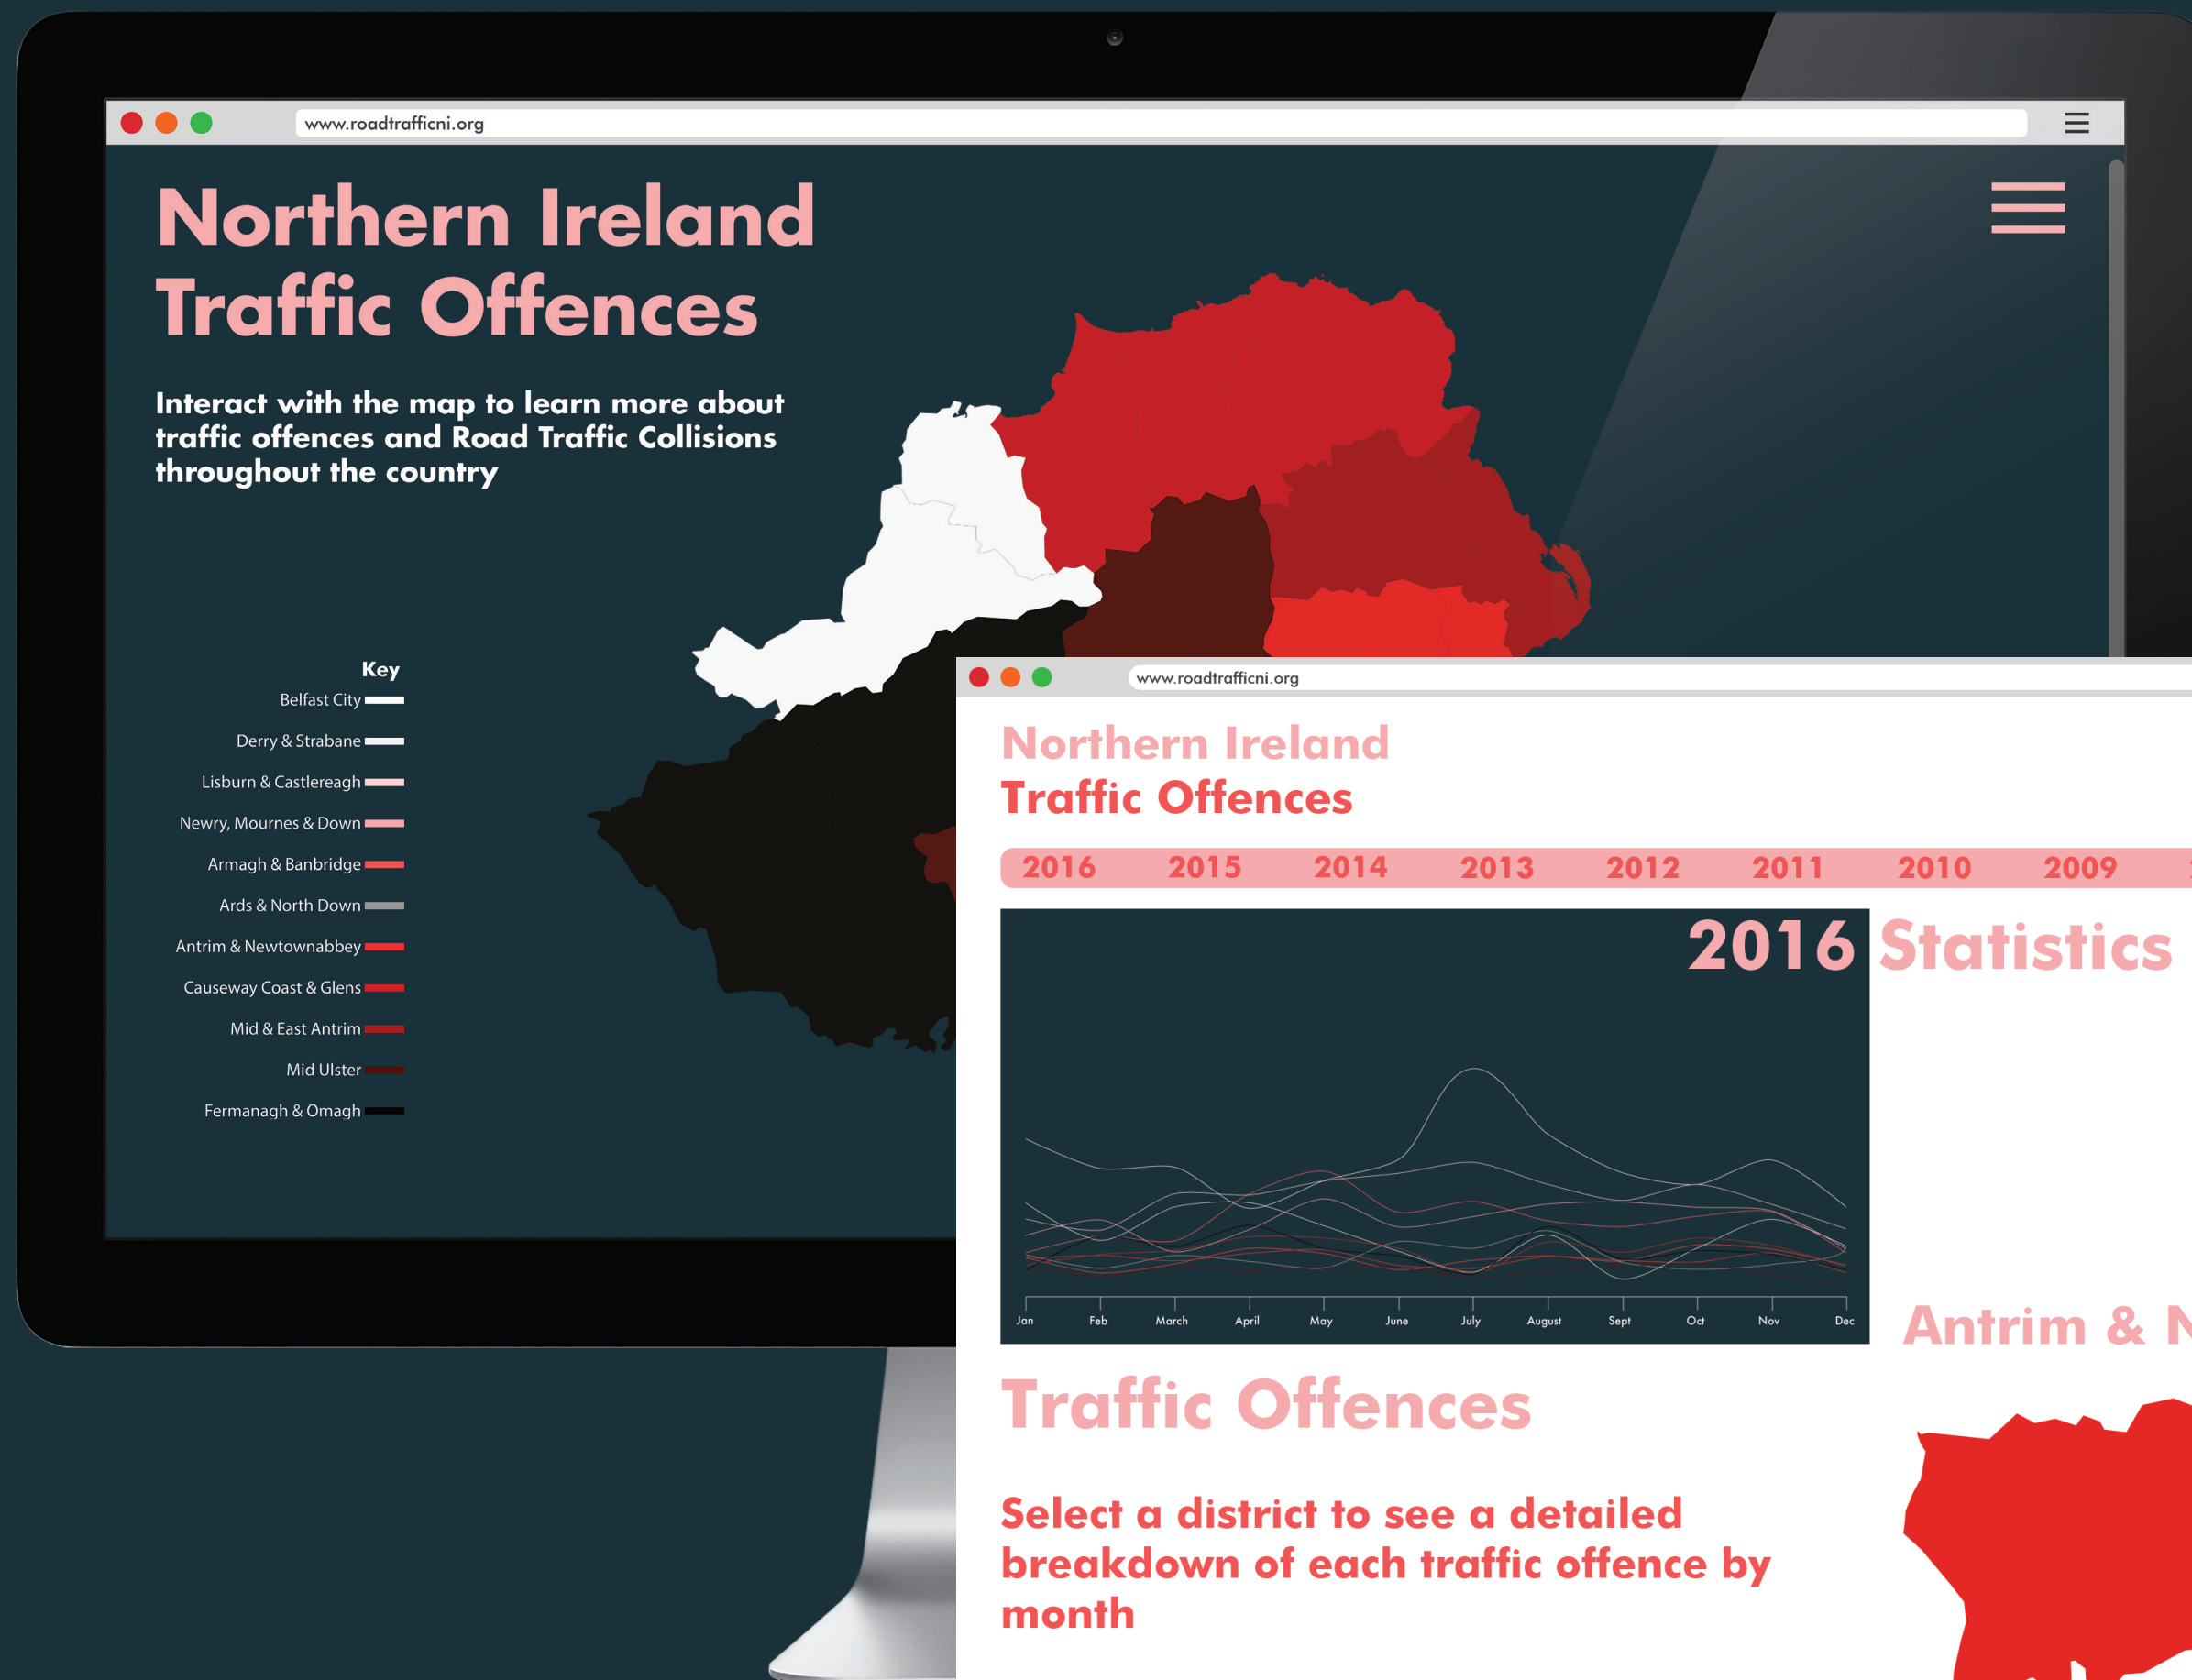 www.roadtrafficni.org
Northern Ireland
Traffic Offences
Interact with the map to learn more about
traffic offences and Road Traffic Collisions
throughout the country
Key
Belfast City
Derry & Strabane
Lisburn & Castlereagh
Newry, Mournes & Down
Armagh & Banbridge
Ards & North Down
Antrim & Newtownabbey
Causeway Coast & Glens
Mid & East Antrim
Mid Ulster
Fermanagh & Omagh
www.roadtrafficni.org
Northern Ireland
Traffic Offences
2016 2015 2014 2013 2012 2011 2010 2009
2016 Statistics
Jan Feb March April May June July August Sept Oct Nov Dec
Antrim & N
Traffic Offences
Select a district to see a detailed
breakdown of each traffic offence by
month